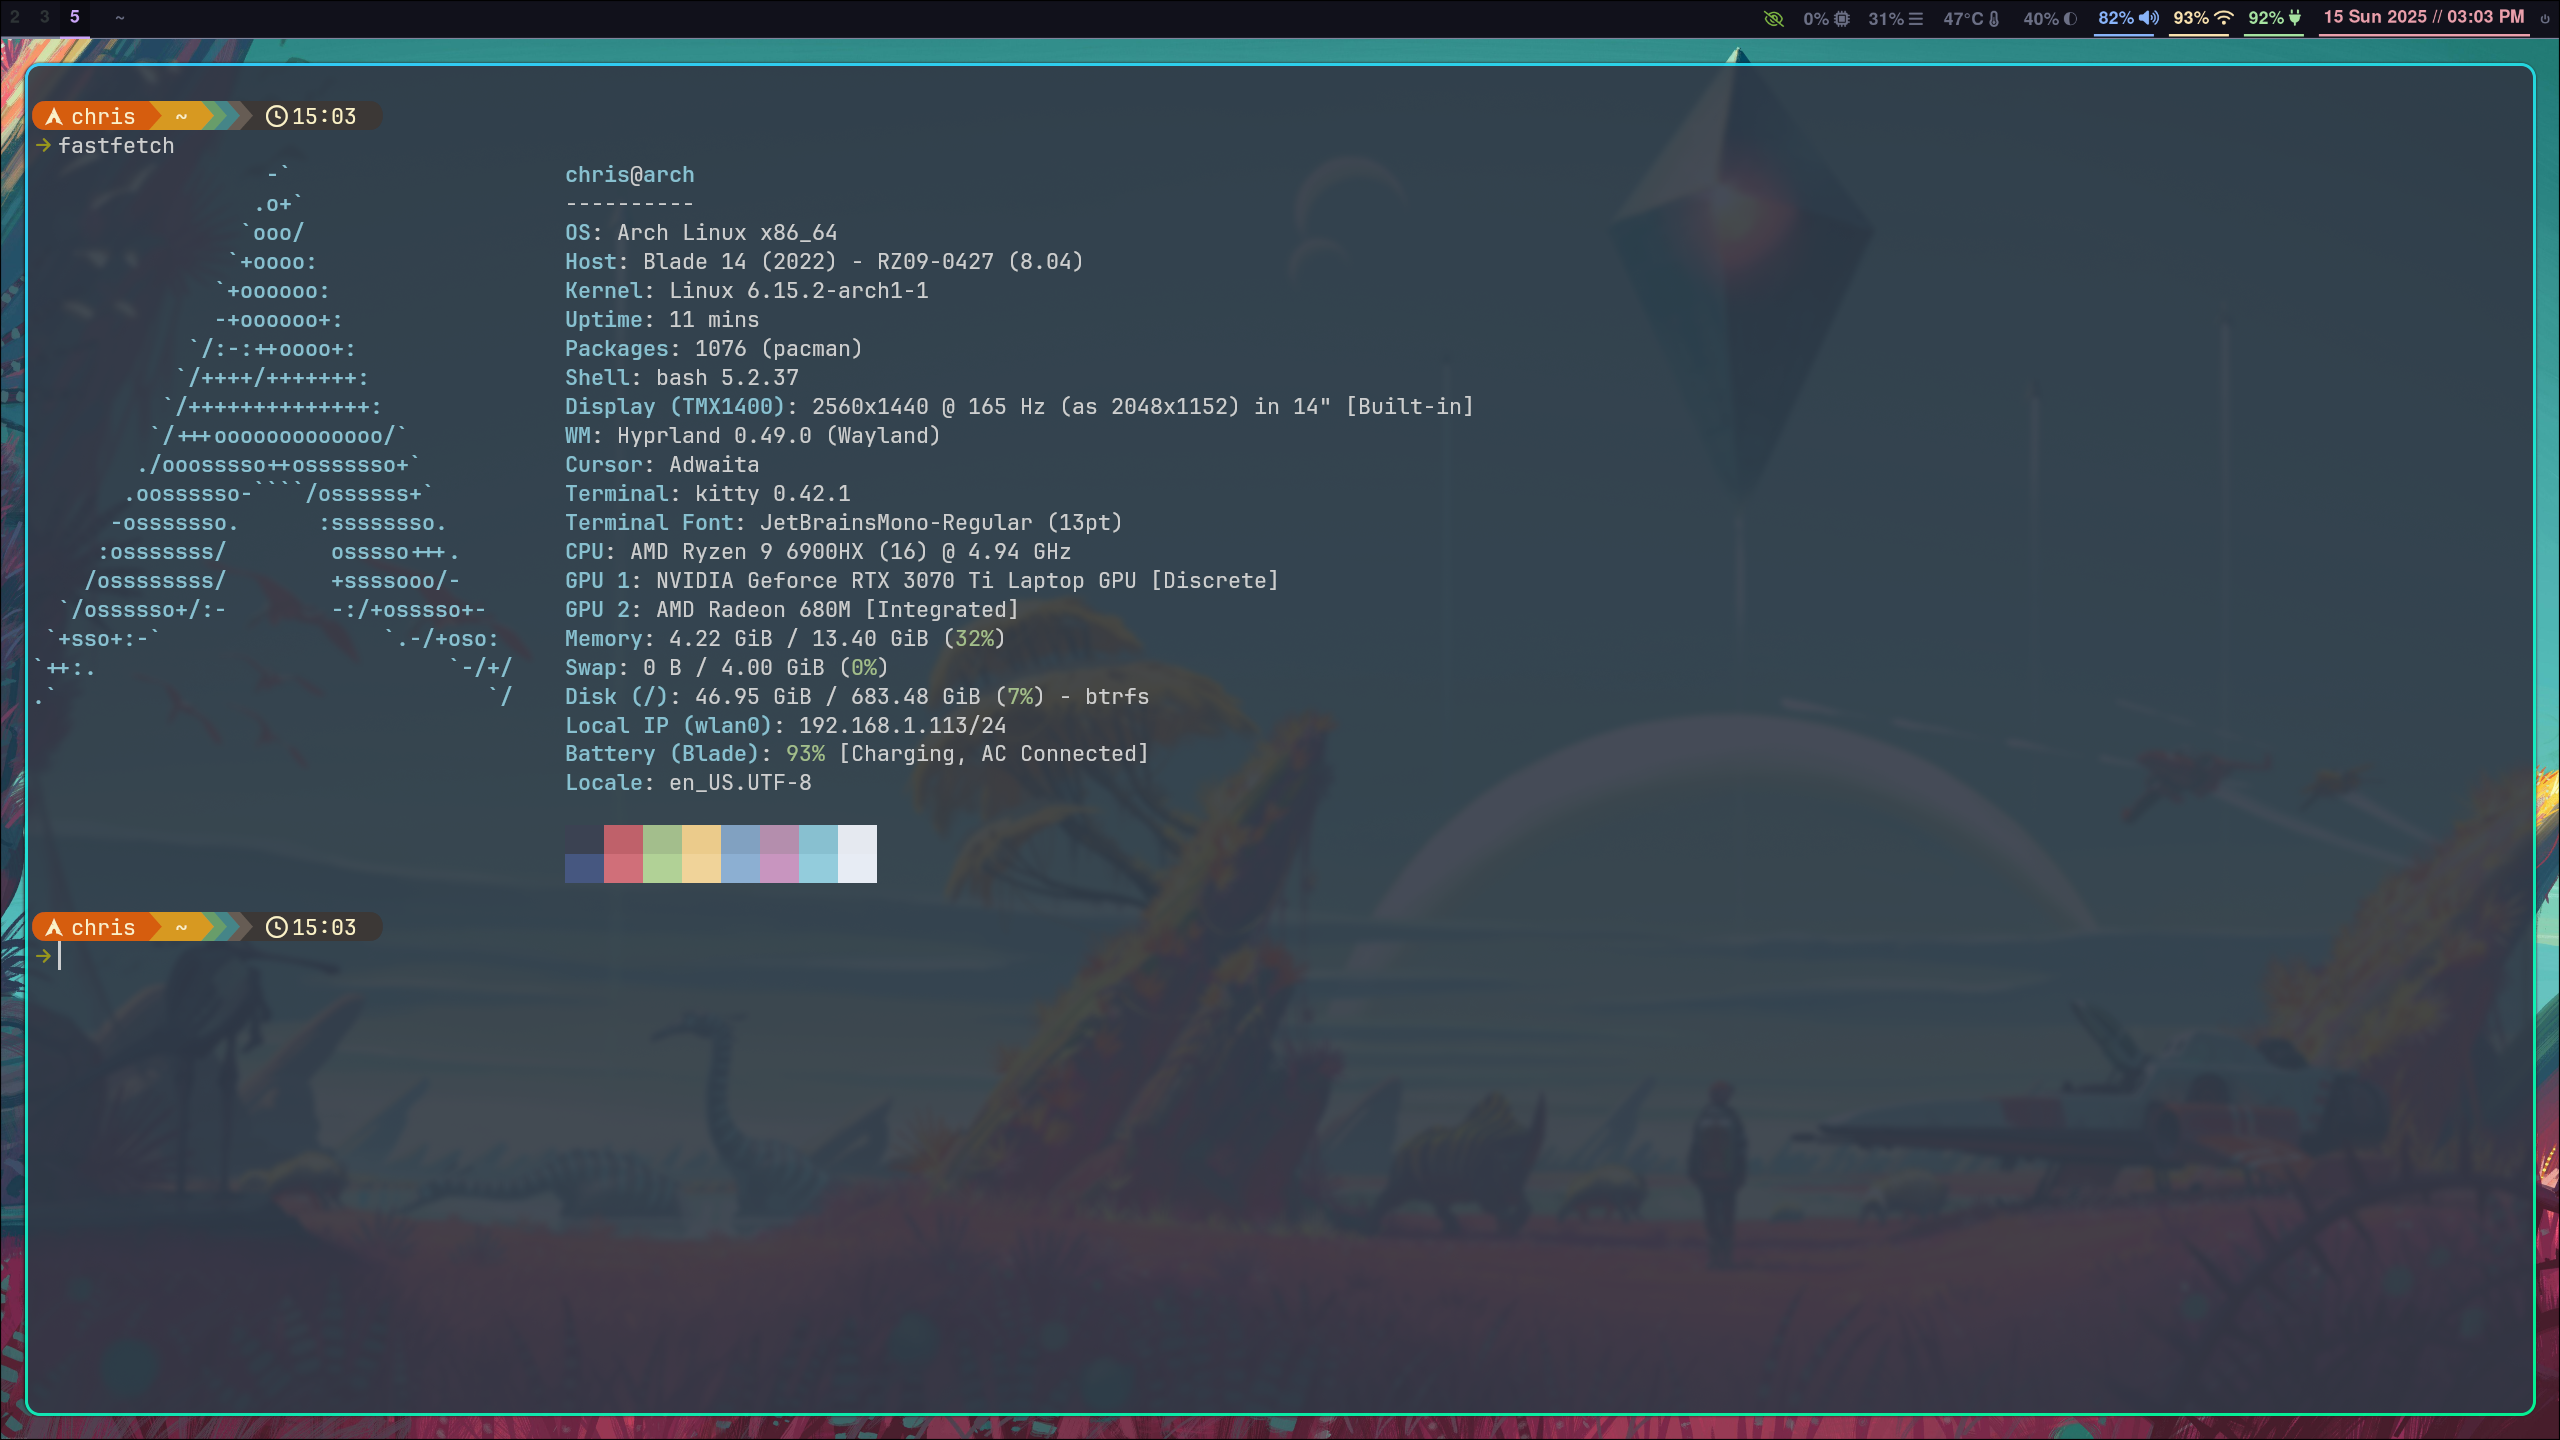 2 3 5 ~ 0% 31% 47°C 40% 82% 93% 92% 15 Sun 2025 // 03:03 PM
chris ~ 15:03
→ fastfetch
                  -`                     chris@arch
                 .o+`                    ----------
                `ooo/                    OS: Arch Linux x86_64
               `+oooo:                   Host: Blade 14 (2022) - RZ09-0427 (8.04)
              `+oooooo:                  Kernel: Linux 6.15.2-arch1-1
              -+oooooo+:                 Uptime: 11 mins
            `/:-:++oooo+:                Packages: 1076 (pacman)
           `/++++/+++++++:               Shell: bash 5.2.37
          `/++++++++++++++:              Display (TMX1400): 2560x1440 @ 165 Hz (as 2048x1152) in 14" [Built-in]
         `/+++ooooooooooooo/`            WM: Hyprland 0.49.0 (Wayland)
        ./ooosssso++osssssso+`           Cursor: Adwaita
       .oossssso-````/ossssss+`          Terminal: kitty 0.42.1
      -osssssso.      :ssssssso.         Terminal Font: JetBrainsMono-Regular (13pt)
     :osssssss/        osssso+++.        CPU: AMD Ryzen 9 6900HX (16) @ 4.94 GHz
    /ossssssss/        +ssssooo/-        GPU 1: NVIDIA Geforce RTX 3070 Ti Laptop GPU [Discrete]
  `/ossssso+/:-        -:/+osssso+-      GPU 2: AMD Radeon 680M [Integrated]
 `+sso+:-`                 `.-/+oso:     Memory: 4.22 GiB / 13.40 GiB (32%)
`++:.                           `-/+/    Swap: 0 B / 4.00 GiB (0%)
.`                                 `/    Disk (/): 46.95 GiB / 683.48 GiB (7%) - btrfs
Local IP (wlan0): 192.168.1.113/24
Battery (Blade): 93% [Charging, AC Connected]
Locale: en_US.UTF-8
chris ~ 15:03
→